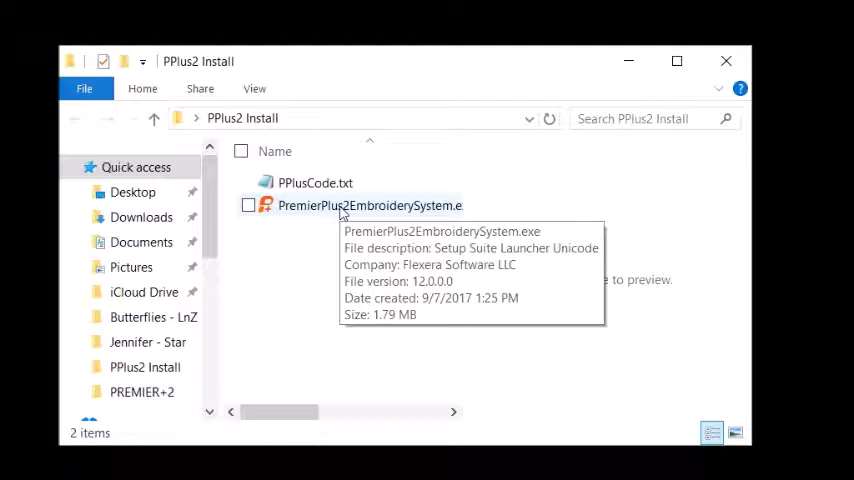 PPlus2 Install
File Home Share View
PPlus2 Install
Search PPlus2 Install
Quick access
Desktop
Downloads
Documents
Pictures
iCloud Drive
Butterflies - LnZ
Jennifer - Star
PPlus2 Install
PREMIER+2
Name
PPlusCode.txt
PremierPlus2EmbroiderySystem.e
PremierPlus2EmbroiderySystem.exe
File description: Setup Suite Launcher Unicode
Company: Flexera Software LLC
File version: 12.0.0.0
Date created: 9/7/2017 1:25 PM
Size: 1.79 MB
e to preview.
2 items